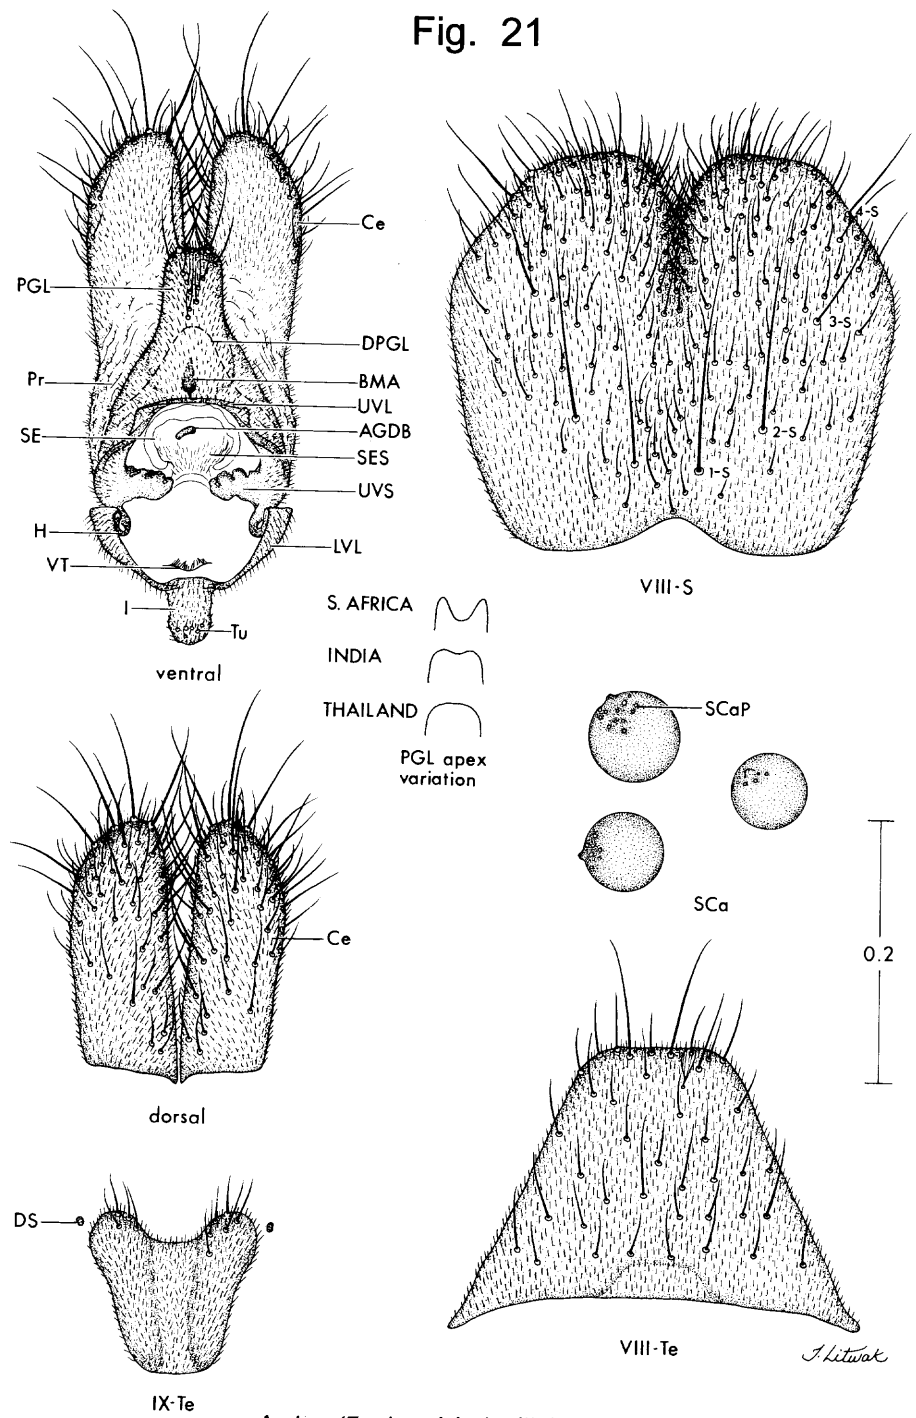 Fig. 21
Ce
PGL
DPGL
Pr
BMA
UVL
SE
AGDB
SES
UVS
H
LVL
VT
I
Tu
ventral
4-S
3-S
2-S
1-S
VIII-S
S. AFRICA
INDIA
THAILAND
PGL apex
variation
SCaP
SCa
0.2
Ce
dorsal
DS
IX-Te
VIII-Te
J. Litwak